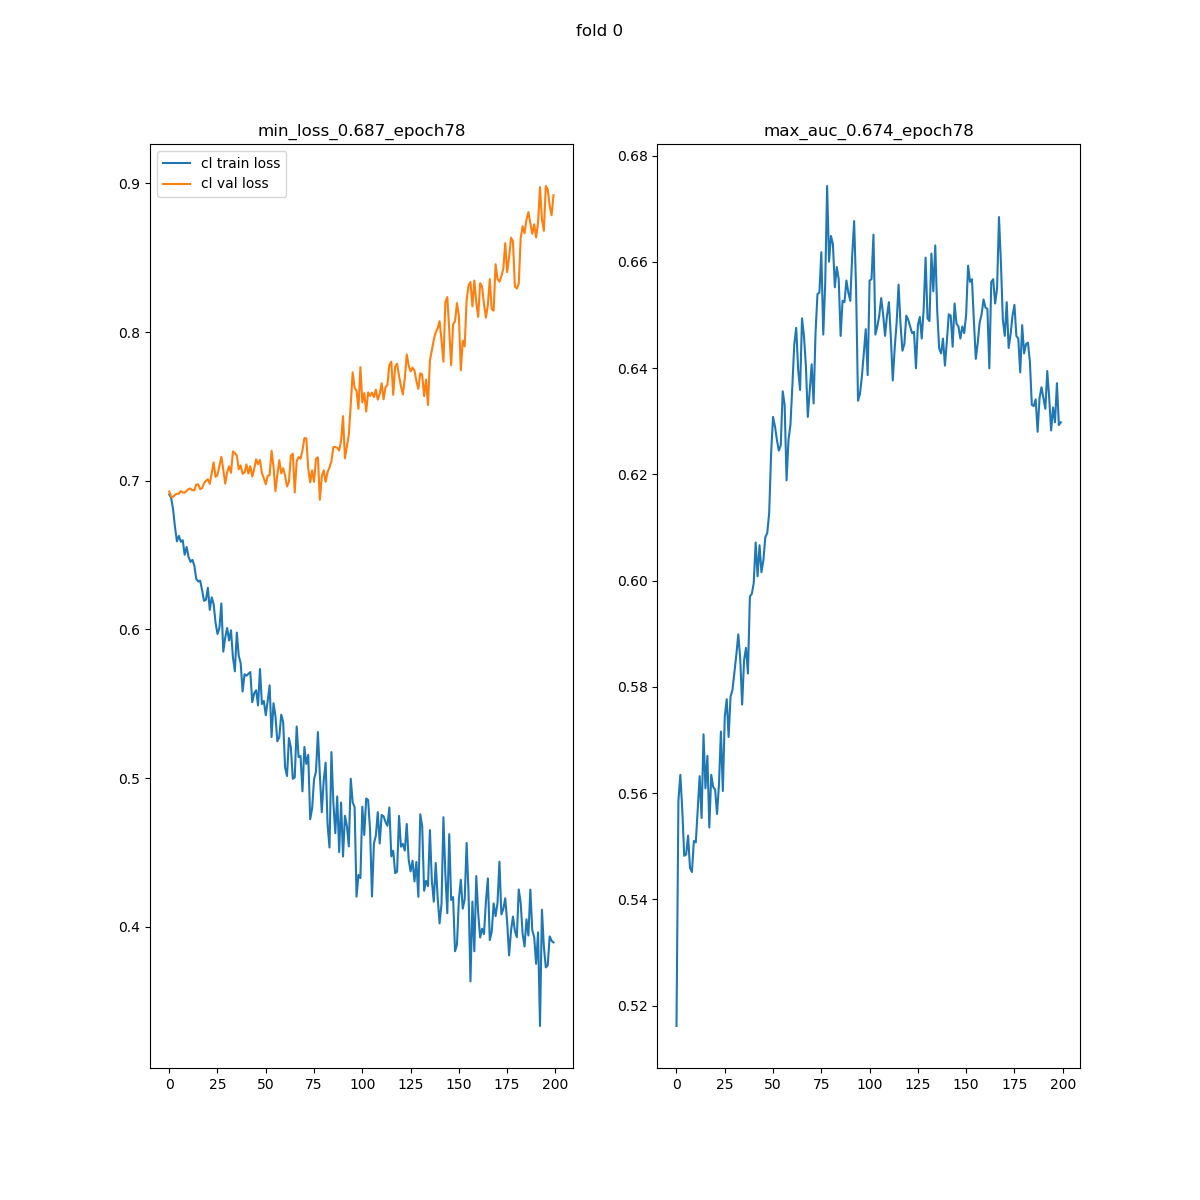 fold 0
min_loss_0.687_epoch78
cl train loss
cl val loss
0.9
0.8
0.7
0.6
0.5
0.4
0 25 50 75 100 125 150 175 200
max_auc_0.674_epoch78
0.68
0.66
0.64
0.62
0.60
0.58
0.56
0.54
0.52
0 25 50 75 100 125 150 175 200